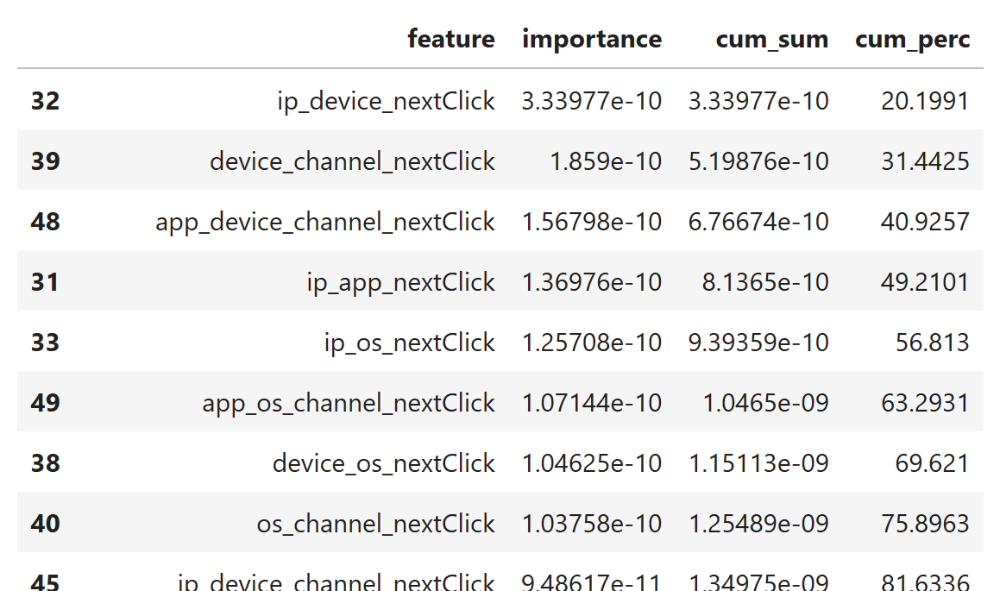 feature importance cum_sum cum_perc
32 ip_device_nextClick 3.33977e-10 3.33977e-10 20.1991
39 device_channel_nextClick 1.859e-10 5.19876e-10 31.4425
48 app_device_channel_nextClick 1.56798e-10 6.76674e-10 40.9257
31 ip_app_nextClick 1.36976e-10 8.1365e-10 49.2101
33 ip_os_nextClick 1.25708e-10 9.39359e-10 56.813
49 app_os_channel_nextClick 1.07144e-10 1.0465e-09 63.2931
38 device_os_nextClick 1.04625e-10 1.15113e-09 69.621
40 os_channel_nextClick 1.03758e-10 1.25489e-09 75.8963
45 ip_device_channel_nextClick 9.48617e-11 1.34975e-09 81.6336